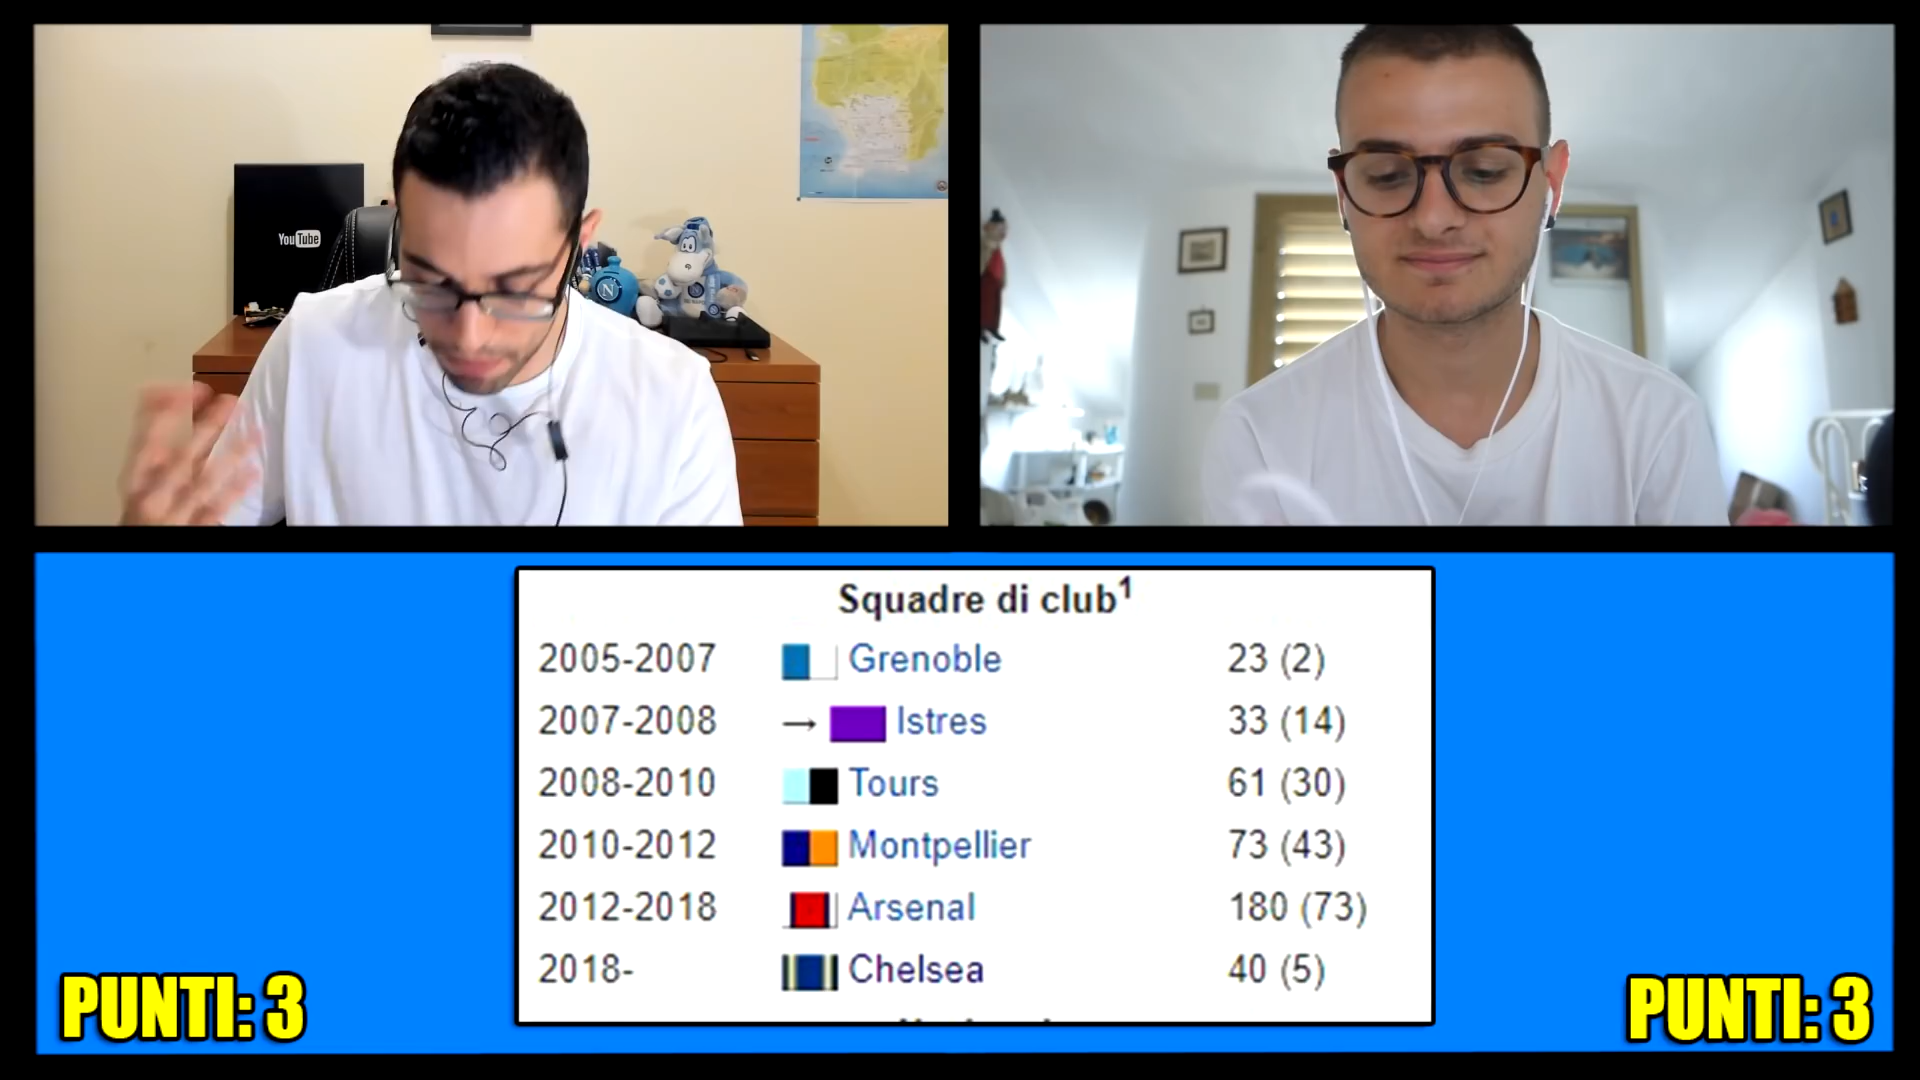 YouTube
N
Squadre di club1
2005-2007 Grenoble 23 (2)
2007-2008 → Istres 33 (14)
2008-2010 Tours 61 (30)
2010-2012 Montpellier 73 (43)
2012-2018 Arsenal 180 (73)
2018- Chelsea 40 (5)
PUNTI: 3
PUNTI: 3